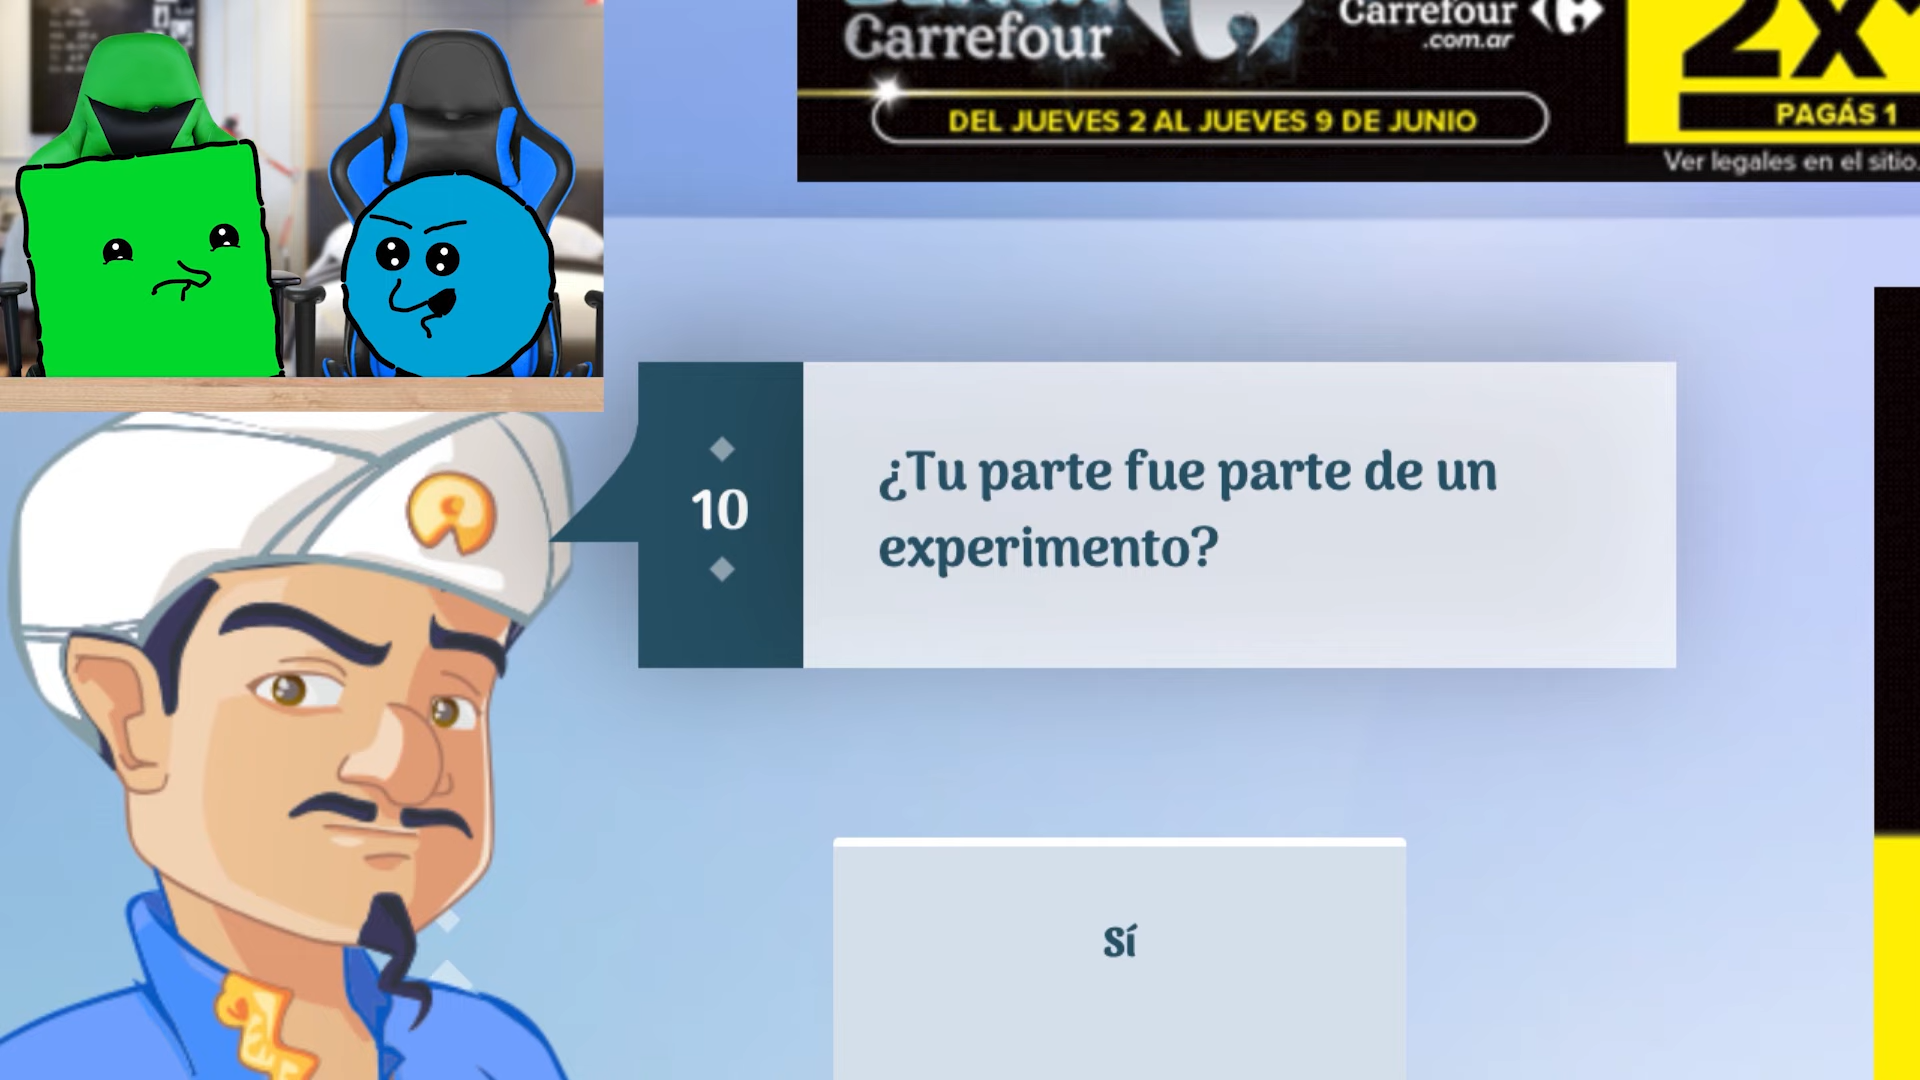 Carrefour
Carrefour
.com.ar
2x
DEL JUEVES 2 AL JUEVES 9 DE JUNIO
PAGÁS 1
Ver legales en el sitio.
10
¿Tu parte fue parte de un
experimento?
Sí